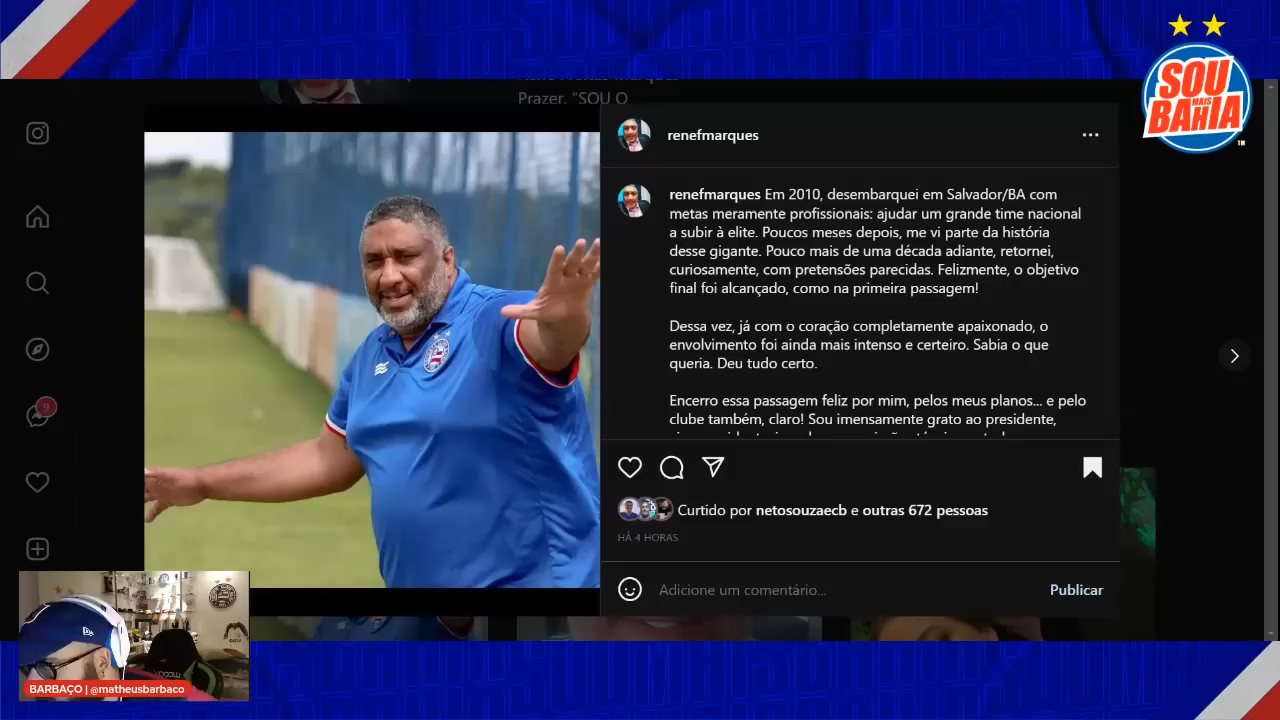 Prazer, "SOU O
SOU
MAIS
BAHIA
TM
renefmarques
renefmarques Em 2010, desembarquei em Salvador/BA com
metas meramente profissionais: ajudar um grande time nacional
a subir à elite. Poucos meses depois, me vi parte da história
desse gigante. Pouco mais de uma década adiante, retornei,
curiosamente, com pretensões parecidas. Felizmente, o objetivo
final foi alcançado, como na primeira passagem!
Dessa vez, já com o coração completamente apaixonado, o
envolvimento foi ainda mais intenso e certeiro. Sabia o que
queria. Deu tudo certo.
Encerro essa passagem feliz por mim, pelos meus planos... e pelo
clube também, claro! Sou imensamente grato ao presidente,
9
Curtido por netosouzaecb e outras 672 pessoas
HÁ 4 HORAS
Adicione um comentário...
Publicar
BARBAÇO | @matheusbarbaco